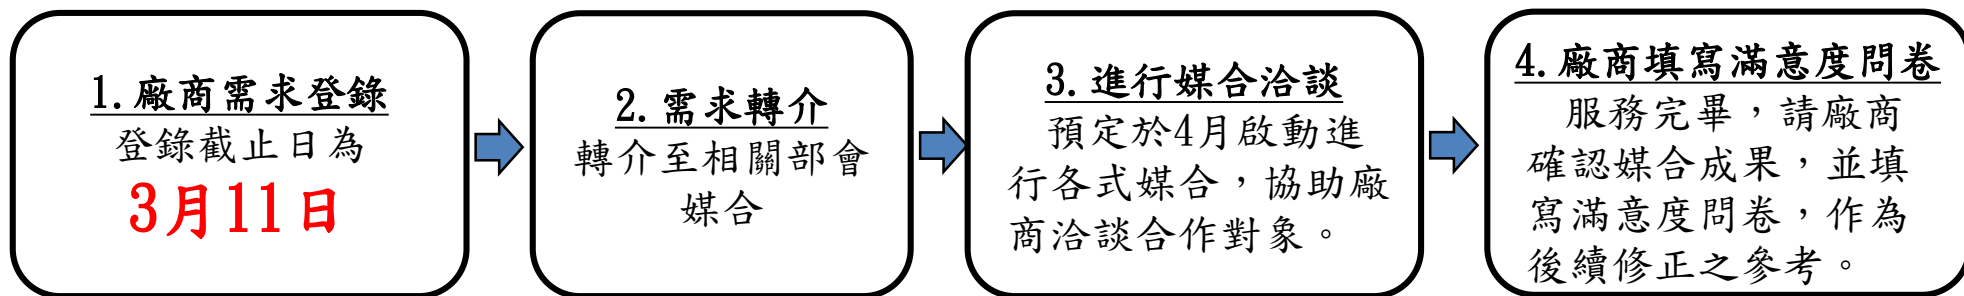 1.廠商需求登錄
登錄截止日為
3月11日
2.需求轉介
轉介至相關部會
媒合
3.進行媒合洽談
預定於4月啟動進
行各式媒合，協助廠
商洽談合作對象。
4.廠商填寫滿意度問卷
服務完畢，請廠商
確認媒合成果，並填
寫滿意度問卷，作為
後續修正之參考。